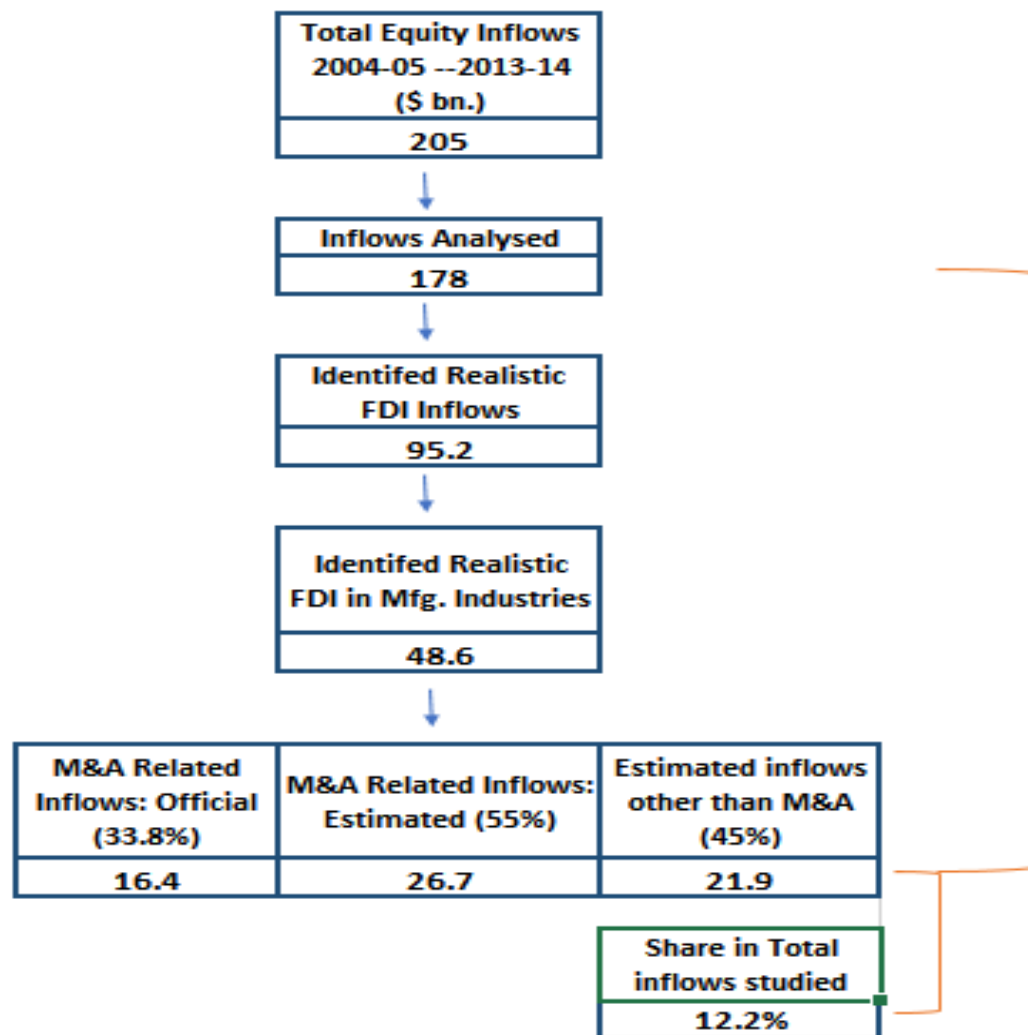 Total Equity Inflows
2004-05 --2013-14
($ bn.)
205
Inflows Analysed
178
Identifed Realistic
FDI Inflows
95.2
Identifed Realistic
FDI in Mfg. Industries
48.6
M&A Related
Inflows: Official
(33.8%)
16.4
M&A Related Inflows:
Estimated (55%)
26.7
Estimated inflows
other than M&A
(45%)
21.9
Share in Total
inflows studied
12.2%